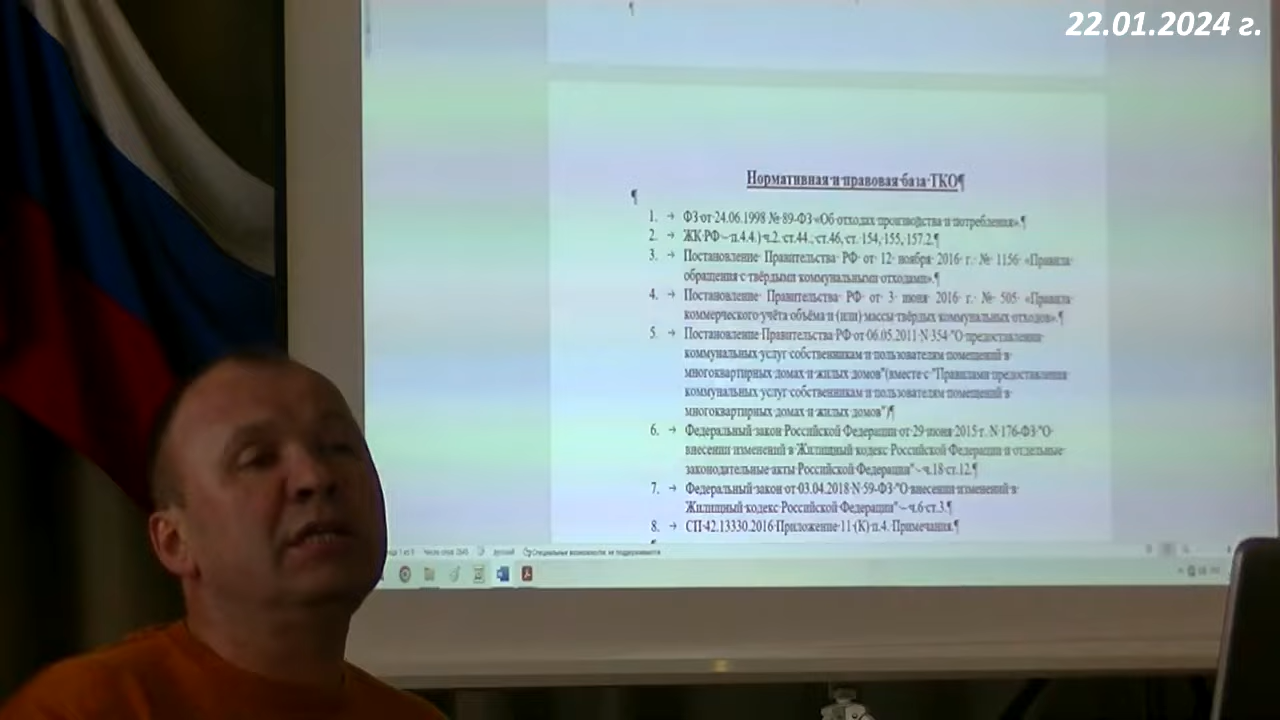 22.01.2024 г.
Нормативная и правовая база ТКО¶
¶
1. → ФЗ от 24.06.1998 № 89-ФЗ «Об отходах производства и потребления».¶
2. → ЖК РФ – п.4.4.) ч.2. ст.44., ст.46, ст. 154, 155, 157.2.¶
3. → Постановление Правительства РФ от 12 ноября 2016 г. № 1156 «Правила
обращения с твёрдыми коммунальными отходами».¶
4. → Постановление Правительства РФ от 3 июня 2016 г. № 505 «Правила
коммерческого учёта объёма и (или) массы твёрдых коммунальных отходов».¶
5. → Постановление Правительства РФ от 06.05.2011 N 354 "О предоставлении
коммунальных услуг собственникам и пользователям помещений в
многоквартирных домах и жилых домов" (вместе с "Правилами предоставления
коммунальных услуг собственникам и пользователям помещений в
многоквартирных домах и жилых домов")¶
6. → Федеральный закон Российской Федерации от 29 июня 2015 г. N 176-ФЗ "О
внесении изменений в Жилищный кодекс Российской Федерации и отдельные
законодательные акты Российской Федерации" – ч.18 ст.12.¶
7. → Федеральный закон от 03.04.2018 N 59-ФЗ "О внесении изменений в
Жилищный кодекс Российской Федерации" – ч.6 ст.3.¶
8. → СП 42.13330.2016 Приложение 11 (К) п.4. Примечания.¶
Число слов: 2645 русский Специальные возможности: не поддерживаются